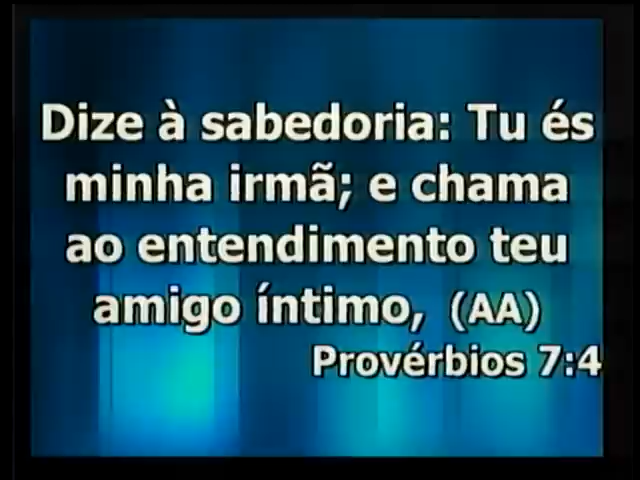 Dize à sabedoria: Tu és
minha irmã; e chama
ao entendimento teu
amigo íntimo, (AA)
Provérbios 7:4